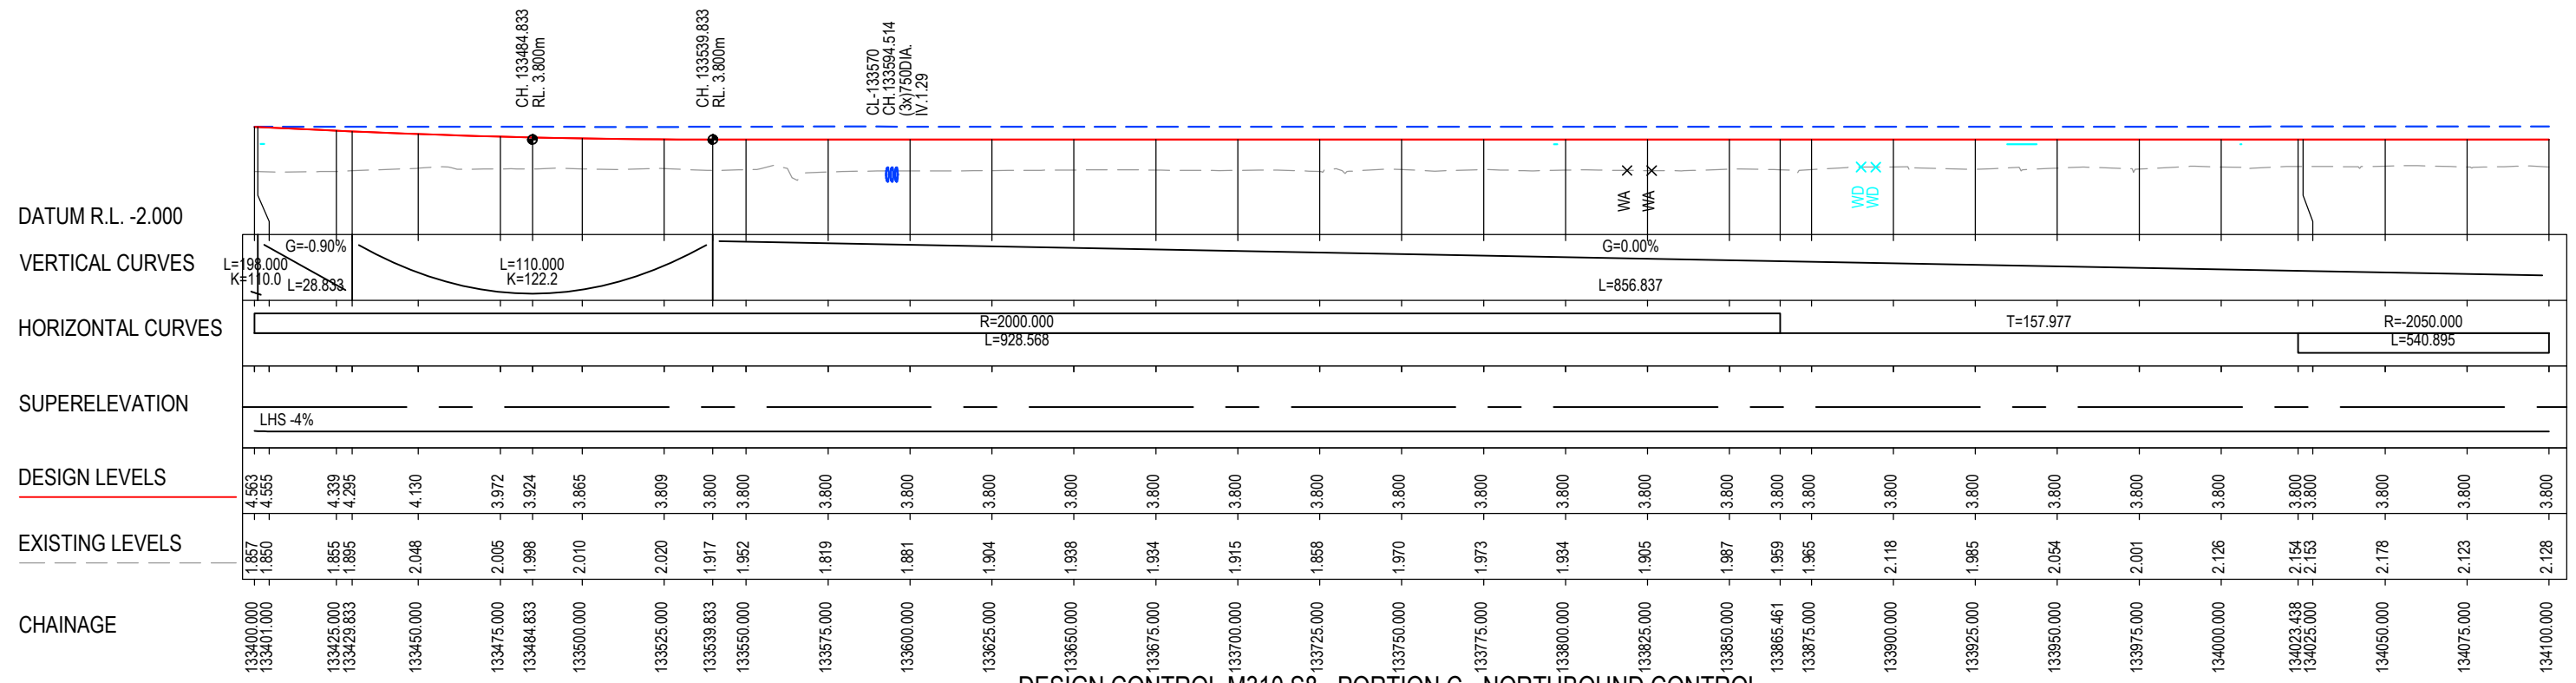 CH. 133484.833
RL. 3.800m
CH. 133539.833
RL. 3.800m
CL-133570
CH.133594.514
(3x)750DIA.
IV.1.29
WA
WA
WD
WD
DATUM R.L. -2.000
VERTICAL CURVES
L=198.000
K=110.0
G=-0.90%
L=28.833
L=110.000
K=122.2
G=0.00%
L=856.837
HORIZONTAL CURVES
R=2000.000
L=928.568
T=157.977
R=-2050.000
L=540.895
SUPERELEVATION
LHS -4%
DESIGN LEVELS
4.563 4.555 4.339 4.295 4.130 3.972 3.924 3.865 3.809 3.800 3.800 3.800 3.800 3.800 3.800 3.800 3.800 3.800 3.800 3.800 3.800 3.800 3.800 3.800 3.800 3.800 3.800 3.800 3.800 3.800 3.800 3.800 3.800 3.800
EXISTING LEVELS
1.857 1.850 1.855 1.895 2.048 2.005 1.998 2.010 2.020 1.917 1.952 1.819 1.881 1.904 1.938 1.934 1.915 1.858 1.970 1.973 1.934 1.905 1.987 1.959 1.965 2.118 1.985 2.054 2.001 2.126 2.154 2.153 2.178 2.123 2.128
CHAINAGE
133400.000 133401.000 133425.000 133429.833 133450.000 133475.000 133484.833 133500.000 133525.000 133539.833 133550.000 133575.000 133600.000 133625.000 133650.000 133675.000 133700.000 133725.000 133750.000 133775.000 133800.000 133825.000 133850.000 133865.461 133875.000 133900.000 133925.000 133950.000 133975.000 134000.000 134023.438 134025.000 134050.000 134075.000 134100.000
DESIGN CONTROL M310 S8 - PORTION C - NORTHBOUND CONTROL